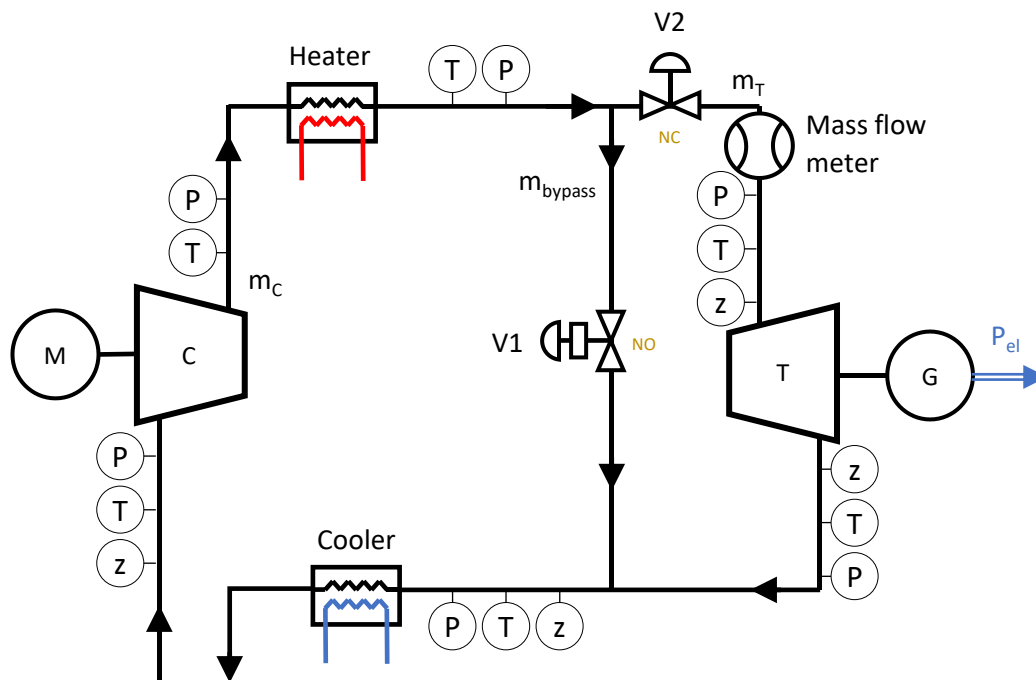 V2
Heater
T
P
m_T
Mass flow
meter
NC
P
P
m_bypass
T
T
z
m_C
M
C
V1
NO
T
G
P_el
P
z
T
T
z
Cooler
P
P
T
z